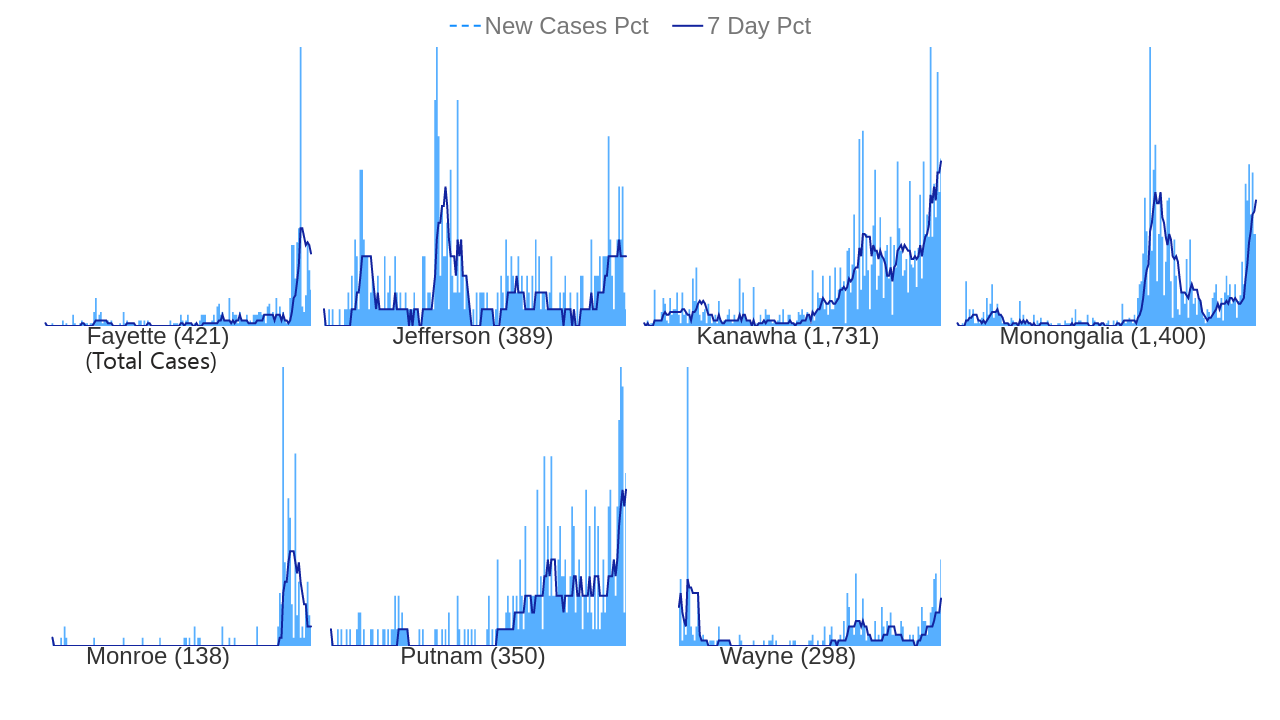 New Cases Pct 7 Day Pct
Fayette (421) Jefferson (389) Kanawha (1,731) Monongalia (1,400)
(Total Cases)
Monroe (138) Putnam (350) Wayne (298)